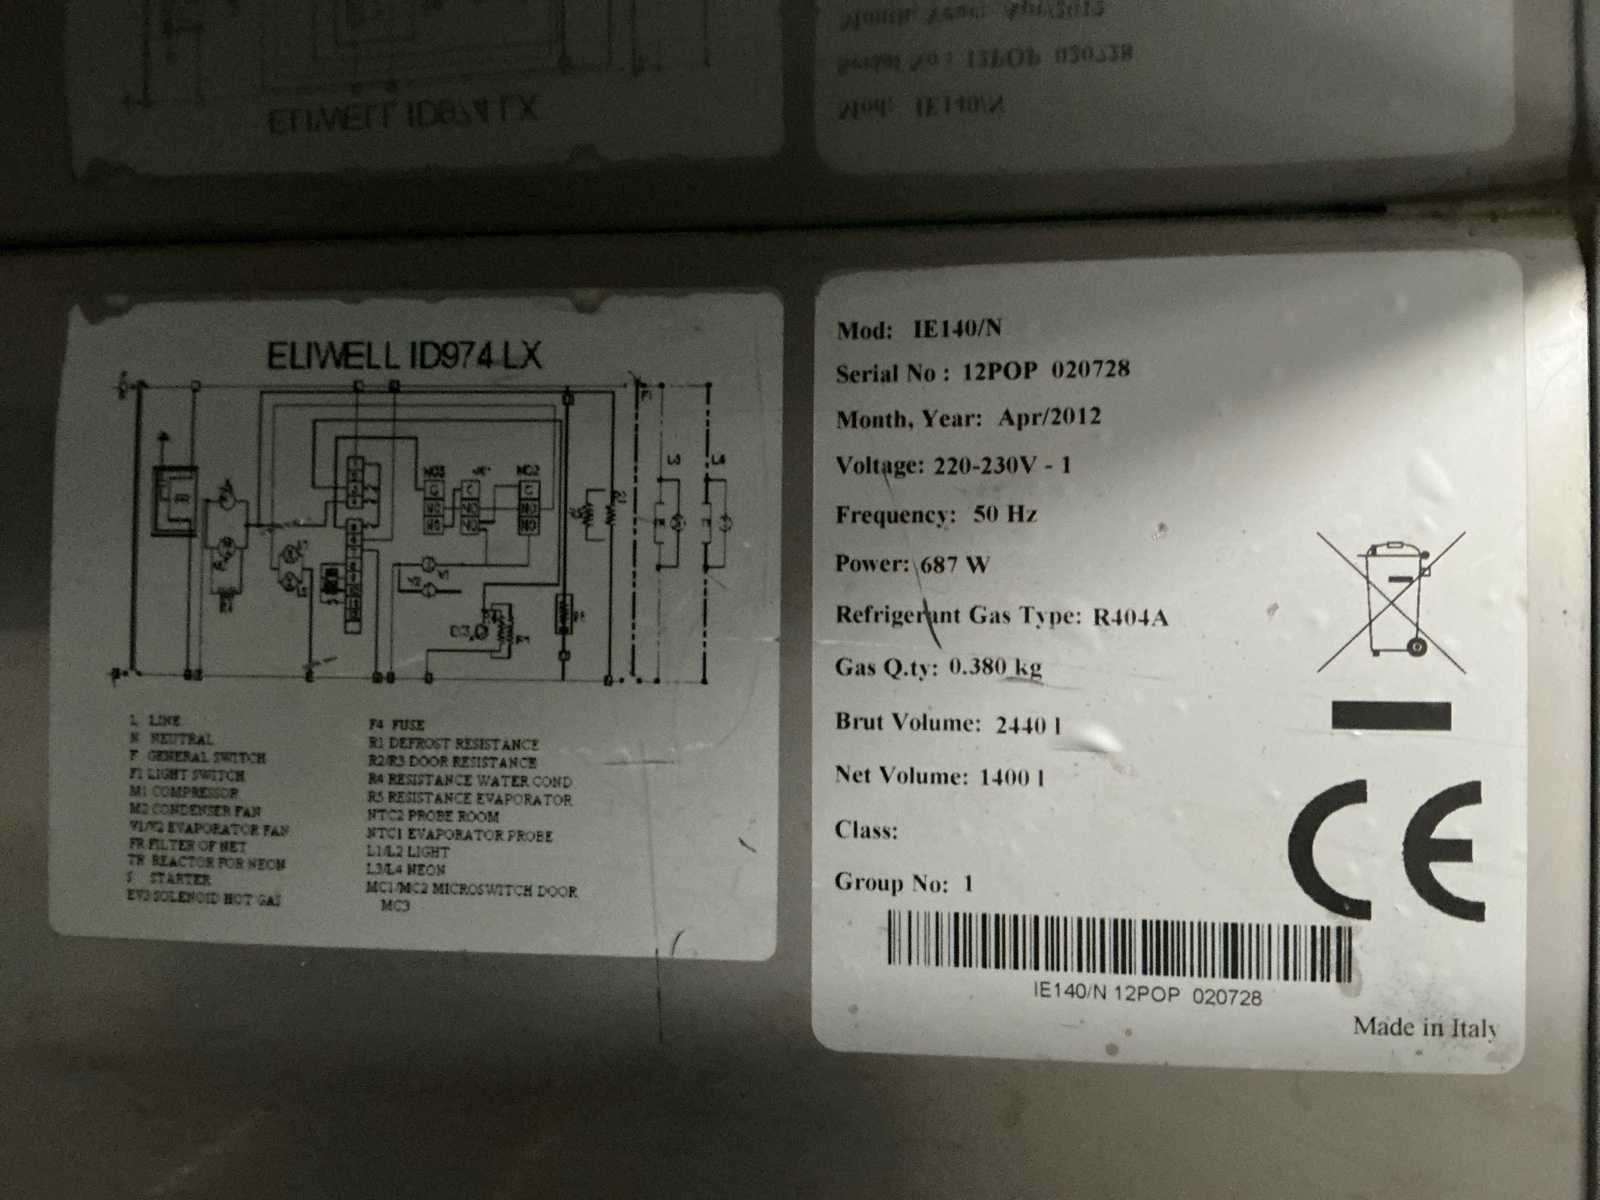 ELIWELL ID974 LX
MC2
L3
L4
L LINE
N NEUTRAL
F GENERAL SWITCH
F1 LIGHT SWITCH
M1 COMPRESSOR
M2 CONDENSER FAN
V1/V2 EVAPORATOR FAN
FR FILTER OF NET
TR REACTOR FOR NEON
S STARTER
EV3 SOLENOID HOT GAS
F4 FUSE
R1 DEFROST RESISTANCE
R2/R3 DOOR RESISTANCE
R4 RESISTANCE WATER COND
R5 RESISTANCE EVAPORATOR
NTC2 PROBE ROOM
NTC1 EVAPORATOR PROBE
L1/L2 LIGHT
L3/L4 NEON
MC1/MC2 MICROSWITCH DOOR
MC3
Mod: IE140/N
Serial No : 12POP 020728
Month, Year: Apr/2012
Voltage: 220-230V - 1
Frequency: 50 Hz
Power: 687 W
Refrigerant Gas Type: R404A
Gas Q.ty: 0.380 kg
Brut Volume: 2440 l
Net Volume: 1400 l
Class:
Group No: 1
CE
IE140/N 12POP 020728
Made in Italy